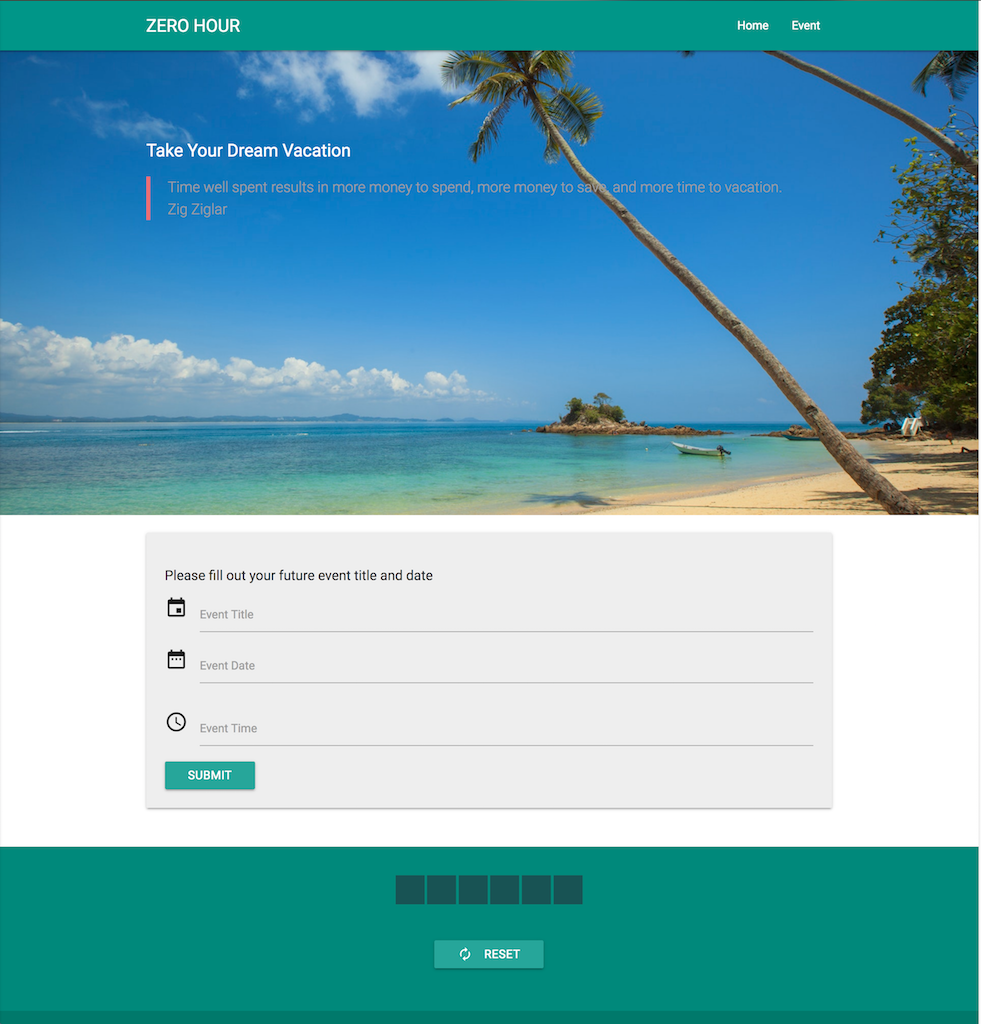 ZERO HOUR
Home
Event
Take Your Dream Vacation
Time well spent results in more money to spend, more money to save, and more time to vacation.
Zig Ziglar
Please fill out your future event title and date
Event Title
Event Date
Event Time
SUBMIT
RESET